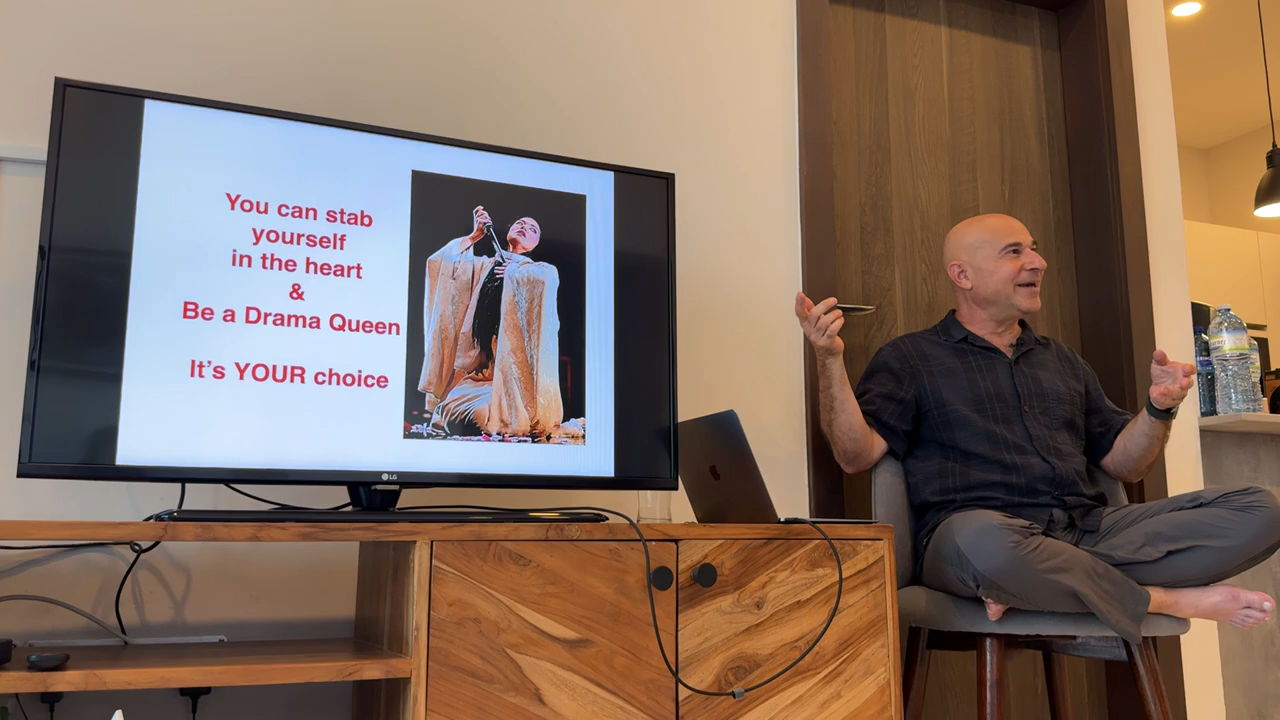 You can stab
yourself
in the heart
&
Be a Drama Queen
It's YOUR choice
LG